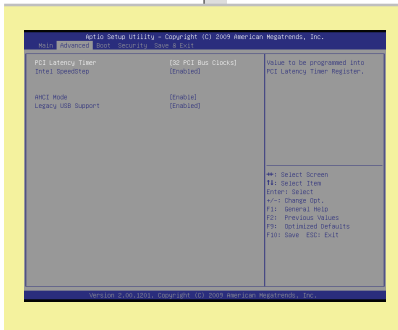 Aptio Setup Utility – Copyright (C) 2009 American Megatrends, Inc.
Main Advanced Boot Security Save & Exit
PCI Latency Timer [32 PCI Bus Clocks]
Intel SpeedStep [Enabled]
AHCI Mode [Enable]
Legacy USB Support [Enabled]
Value to be programmed into
PCI Latency Timer Register.
→←: Select Screen
↑↓: Select Item
Enter: Select
+/-: Change Opt.
F1: General Help
F2: Previous Values
F9: Optimized Defaults
F10: Save ESC: Exit
Version 2.00.1201. Copyright (C) 2009 American Megatrends, Inc.